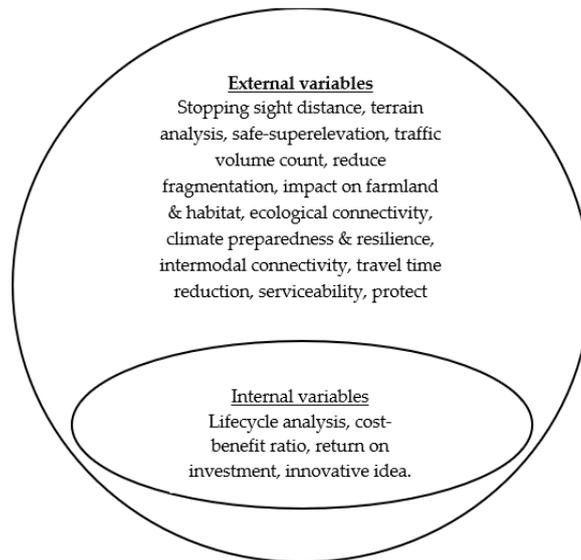 External variables
Stopping sight distance, terrain
analysis, safe-superelevation, traffic
volume count, reduce
fragmentation, impact on farmland
& habitat, ecological connectivity,
climate preparedness & resilience,
intermodal connectivity, travel time
reduction, serviceability, protect
Internal variables
Lifecycle analysis, cost-
benefit ratio, return on
investment, innovative idea.